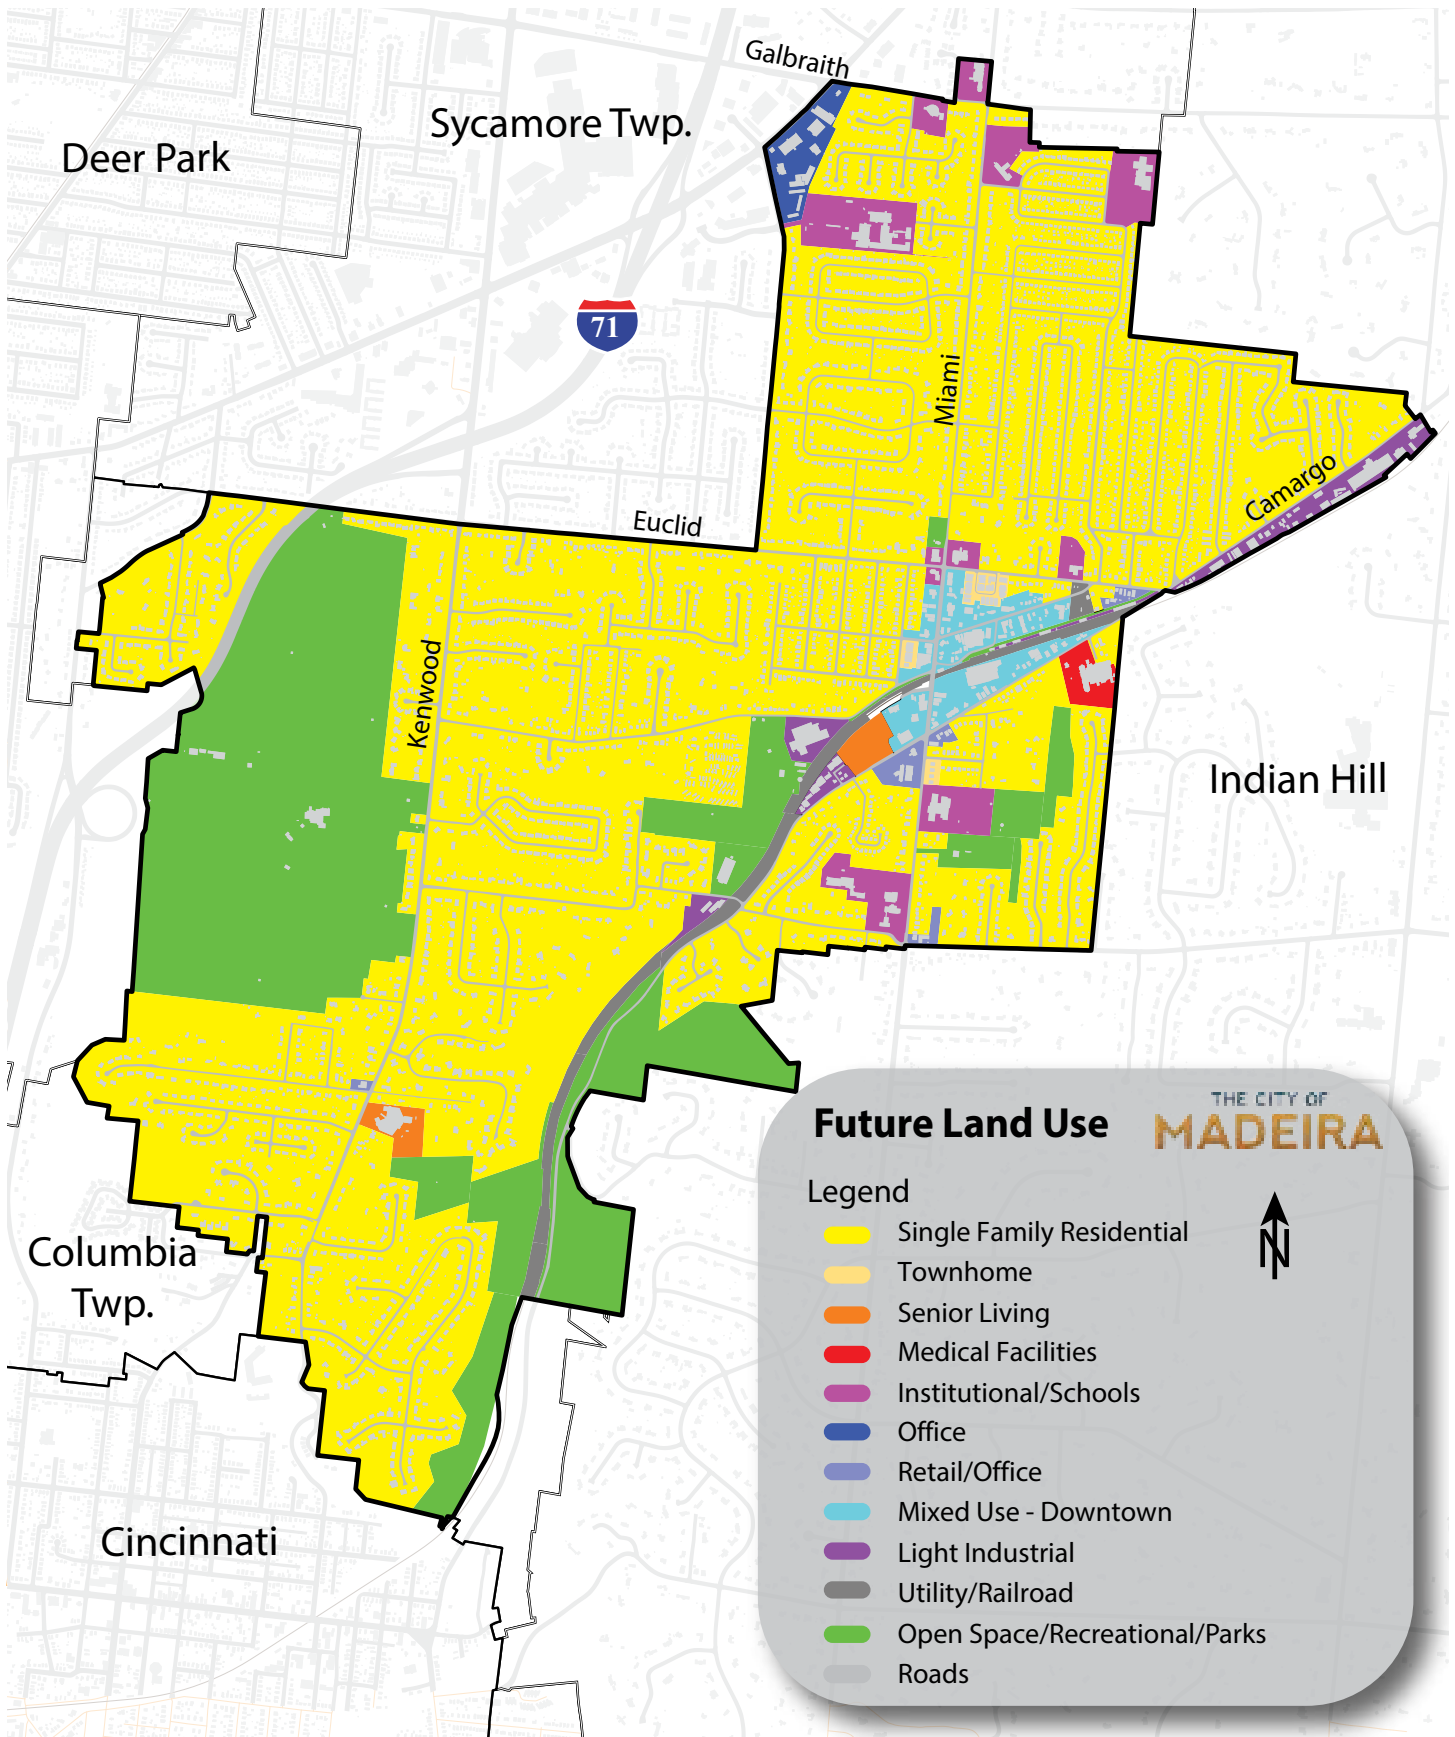 Galbraith
Sycamore Twp.
Deer Park
71
Miami
Camargo
Euclid
Kenwood
Indian Hill
Columbia
Twp.
Cincinnati
Future Land Use
THE CITY OF
MADEIRA
Legend
N
Single Family Residential
Townhome
Senior Living
Medical Facilities
Institutional/Schools
Office
Retail/Office
Mixed Use - Downtown
Light Industrial
Utility/Railroad
Open Space/Recreational/Parks
Roads